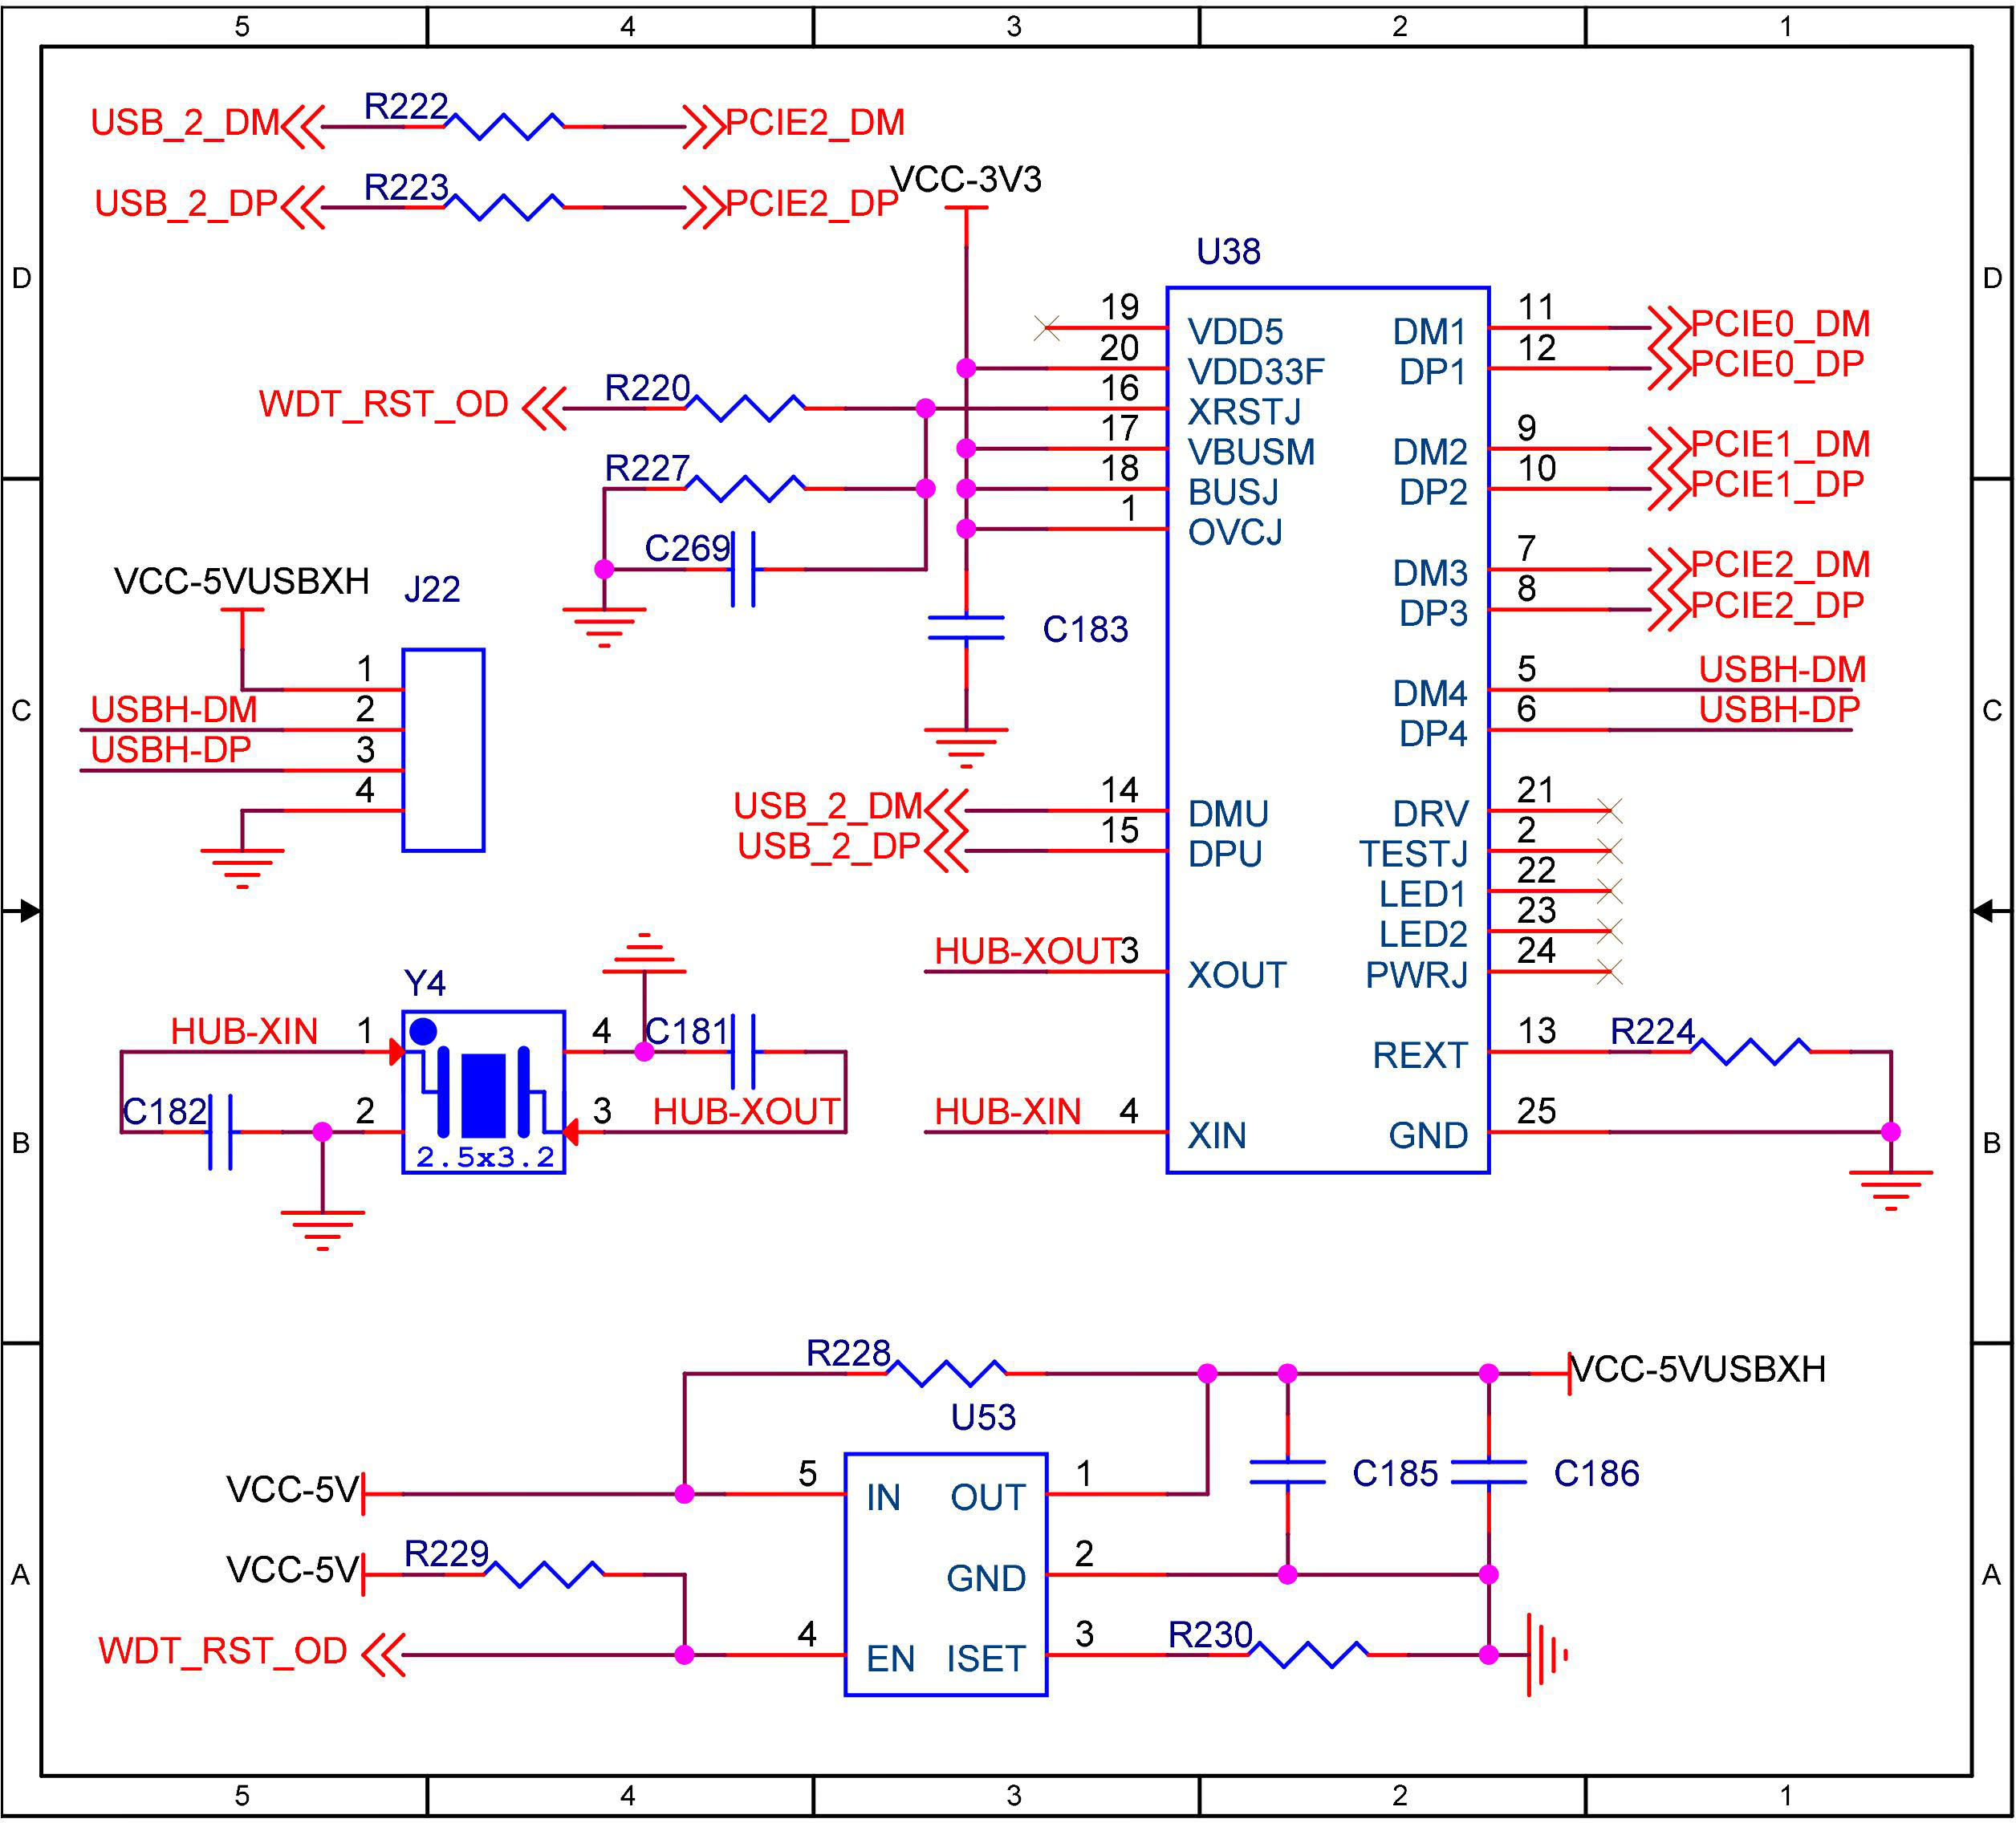 5 4 3 2 1
USB_2_DM R222 PCIE2_DM
USB_2_DP R223 PCIE2_DP
VCC-3V3
U38
D D
19 VDD5 DM1 11 PCIE0_DM
20 VDD33F DP1 12 PCIE0_DP
WDT_RST_OD R220 16 XRSTJ
17 VBUSM DM2 9 PCIE1_DM
R227 18 BUSJ DP2 10 PCIE1_DP
1 OVCJ
C269
DM3 7 PCIE2_DM
DP3 8 PCIE2_DP
C183
VCC-5VUSBXH J22
1
USBH-DM 2
USBH-DP 3
4
DM4 5 USBH-DM
DP4 6 USBH-DP
C C
USB_2_DM 14 DMU DRV 21
USB_2_DP 15 DPU TESTJ 2
LED1 22
LED2 23
HUB-XOUT 3 XOUT PWRJ 24
Y4
HUB-XIN 1 4 C181
REXT 13 R224
C182 2 3 HUB-XOUT
2.5x3.2
HUB-XIN 4 XIN GND 25
B B
R228 VCC-5VUSBXH
U53
VCC-5V 5 IN OUT 1 C185 C186
VCC-5V R229 GND 2
WDT_RST_OD 4 EN ISET 3 R230
A A
5 4 3 2 1